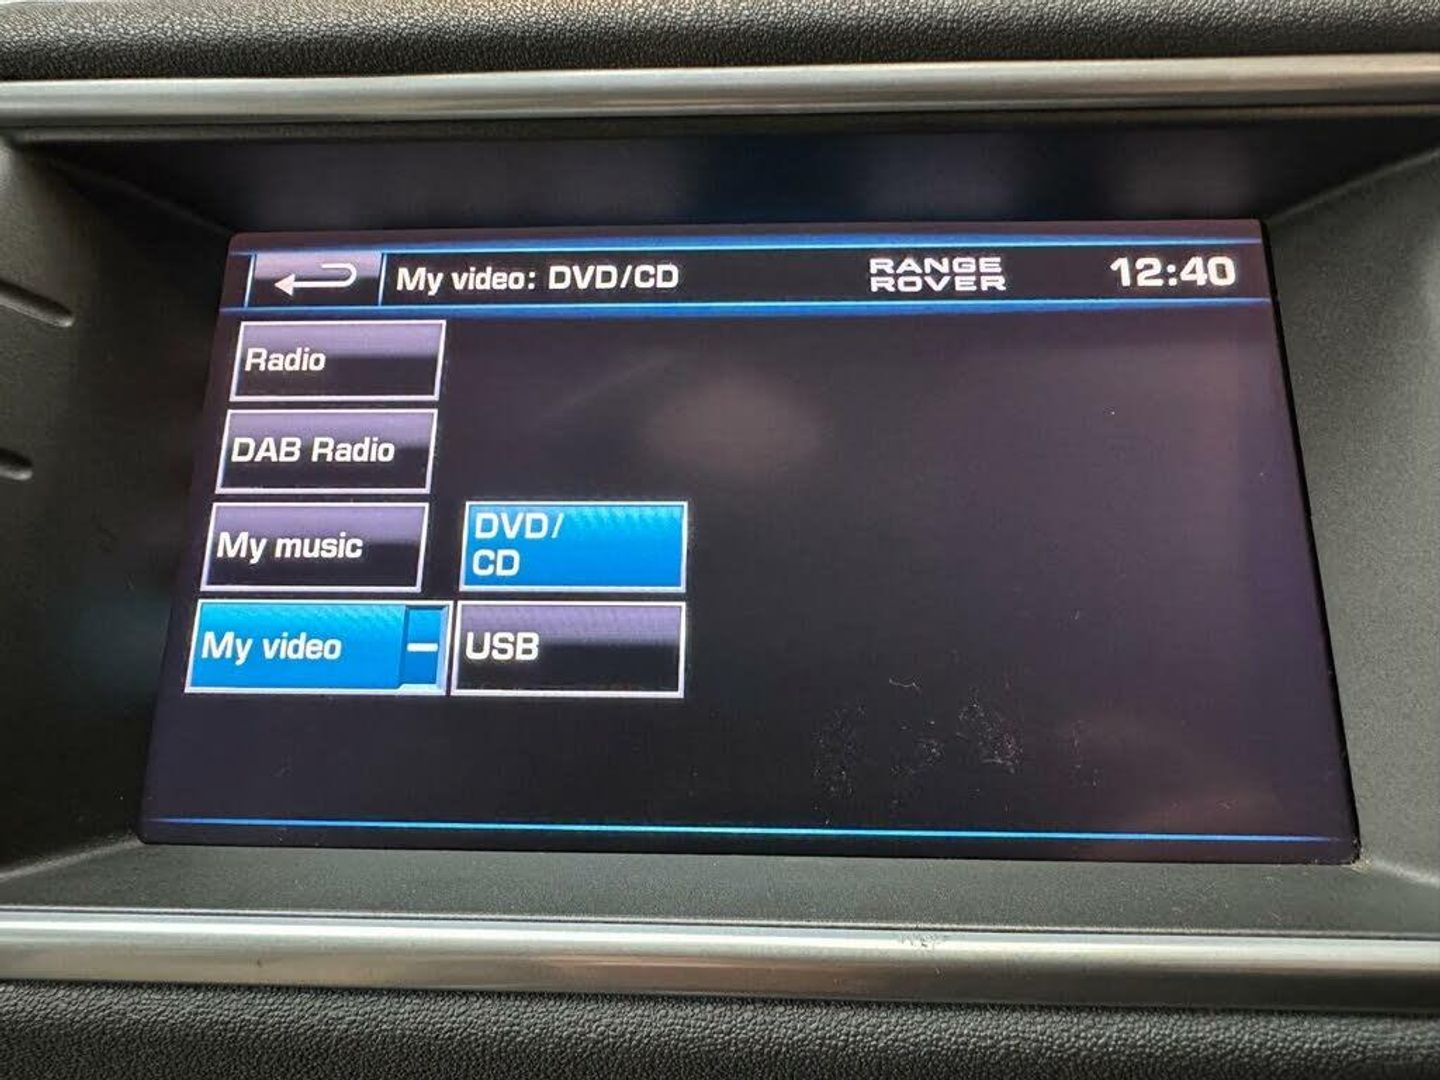 My video: DVD/CD
RANGE
ROVER
12:40
Radio
DAB Radio
My music
DVD/
CD
My video
USB